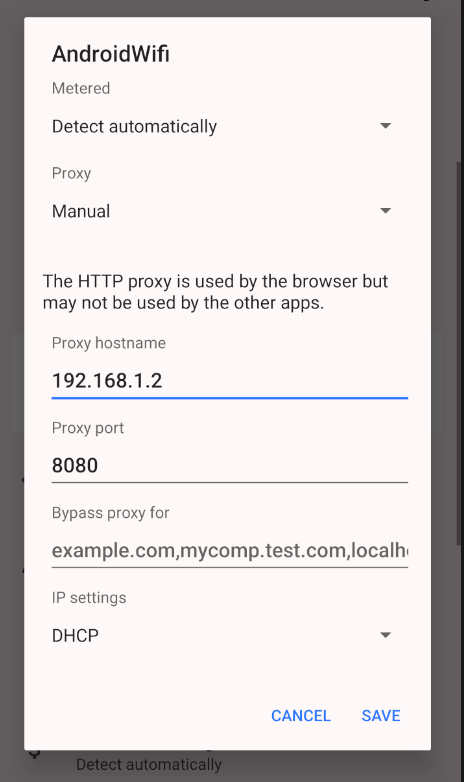 AndroidWifi
Metered
Detect automatically
Proxy
Manual
The HTTP proxy is used by the browser but
may not be used by the other apps.
Proxy hostname
192.168.1.2
Proxy port
8080
Bypass proxy for
example.com,mycomp.test.com,localh
IP settings
DHCP
CANCEL
SAVE
Detect automatically